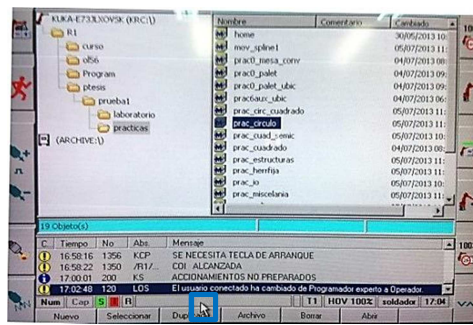 KUKA-E73JLXOVSK (KRC:\)
R1
curso
ol56
Program
ptesis
prueba1
laboratorio
practicas
(ARCHIVE:\)
Nombre Comentario Cambiado
home 30/05/2013 10:
mov_spline1 05/07/2013 11:
prac0_mesa_conv 04/07/2013 08:
prac0_palet 04/07/2013 09:
prac0_palet_ubic 04/07/2013 09:
prac6aux_ubic 04/07/2013 06:
prac_circ_cuadrado 05/07/2013 11:
prac_circulo 05/07/2013 11:
prac_cuad_semic 05/07/2013 10:
prac_cuadrado 04/07/2013 08:
prac_estructuras 05/07/2013 11:
prac_herrfija 05/07/2013 11:
prac_io 05/07/2013 10:
prac_miscelania 05/07/2013 11:
19 Objeto(s)
C. Tiempo No Abs. Mensaje
16:58:16 1356 KCP SE NECESITA TECLA DE ARRANQUE
16:58:22 1350 /R1/... COI ALCANZADA
17:00:01 200 KS ACCIONAMIENTOS NO PREPARADOS
17:02:48 120 LOS El usuario conectado ha cambiado de Programador experto a Operador.
Num Cap S I R T1 HOV 100% soldador 17:04
Nuevo Seleccionar Archivo Borrar Abrir